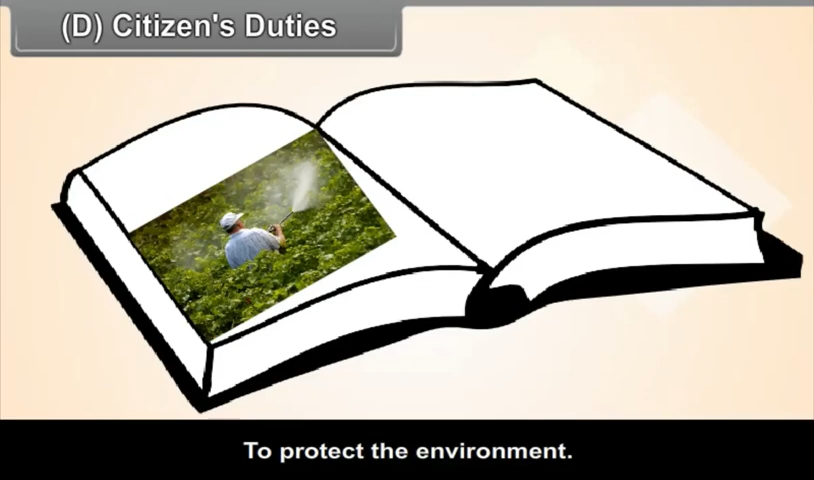 (D) Citizen's Duties
To protect the environment.